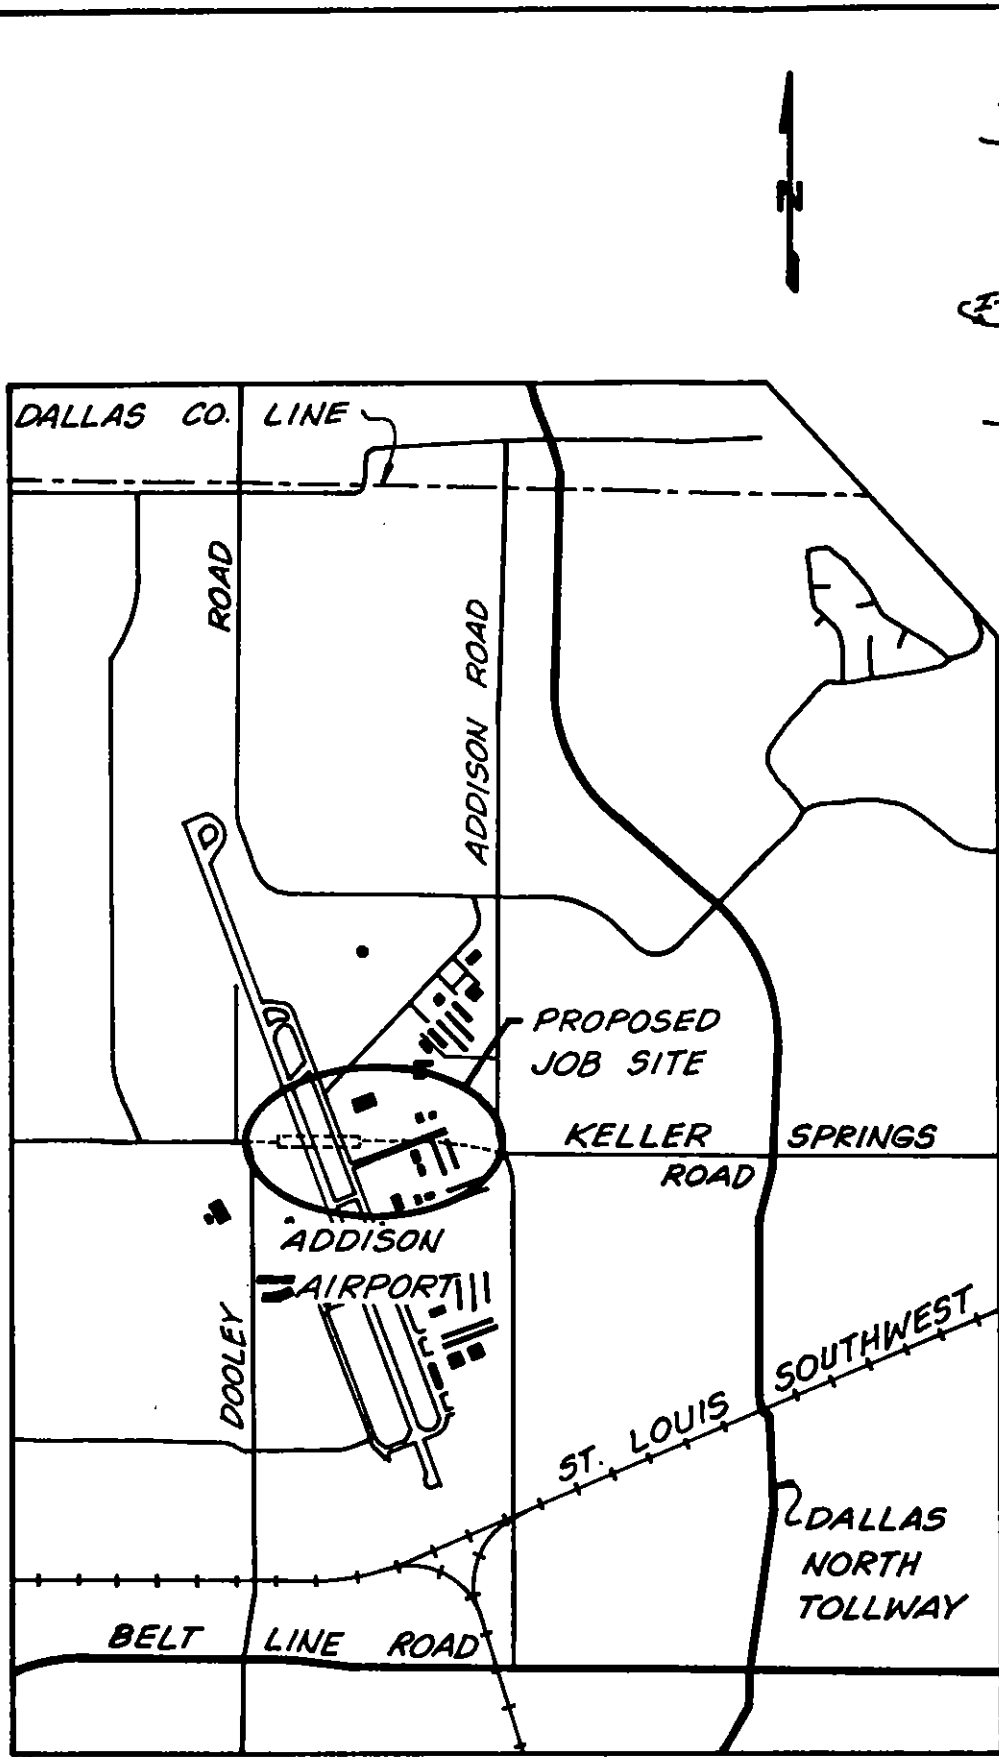 N
DALLAS CO. LINE
ROAD
ADDISON ROAD
PROPOSED
JOB SITE
KELLER SPRINGS
ROAD
ADDISON
AIRPORT
DOOLEY
ST. LOUIS SOUTHWEST
DALLAS
NORTH
TOLLWAY
BELT LINE ROAD